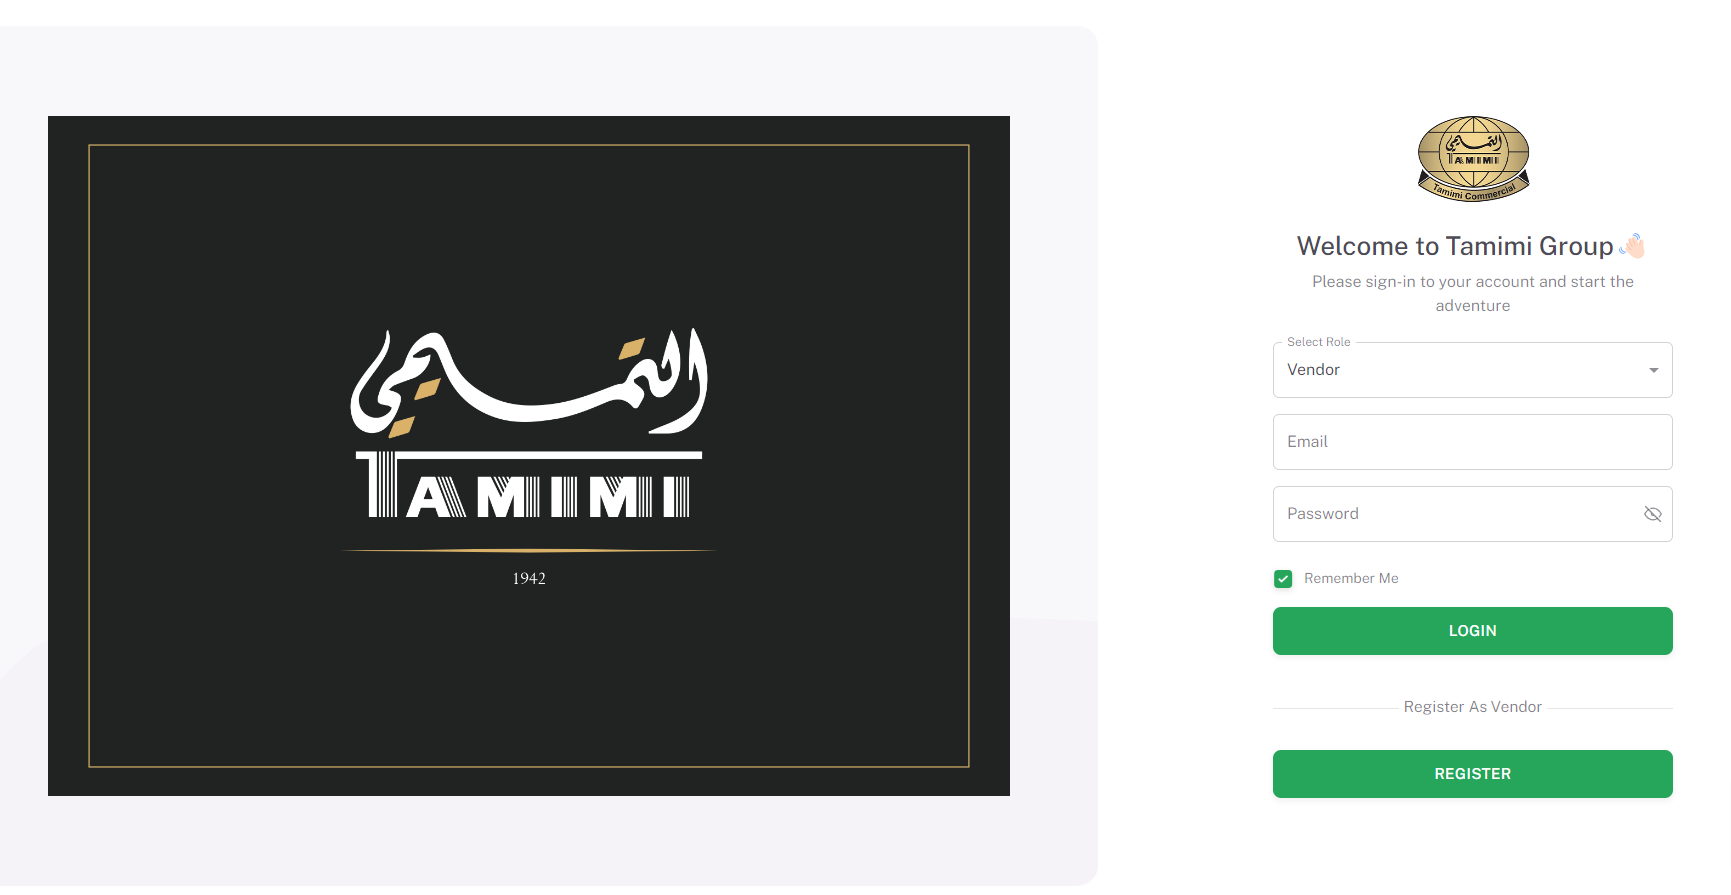 التميمي
TAMIMI
1942
التميمي
TAMIMI
Tamimi Commercial
Welcome to Tamimi Group 👋🏻
Please sign-in to your account and start the
adventure
Select Role
Vendor
Email
Password
Remember Me
LOGIN
Register As Vendor
REGISTER